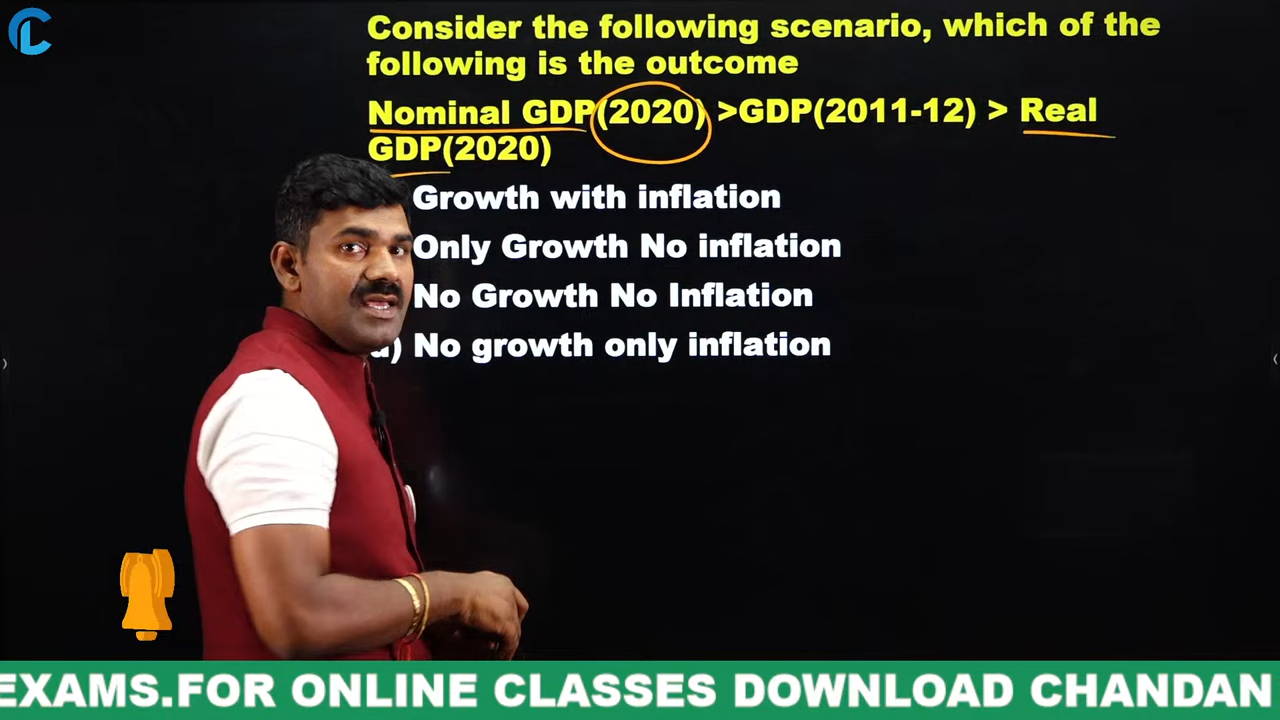 Consider the following scenario, which of the
following is the outcome
Nominal GDP(2020) >GDP(2011-12) > Real
GDP(2020)
Growth with inflation
Only Growth No inflation
No Growth No Inflation
d) No growth only inflation
EXAMS.FOR ONLINE CLASSES DOWNLOAD CHANDAN